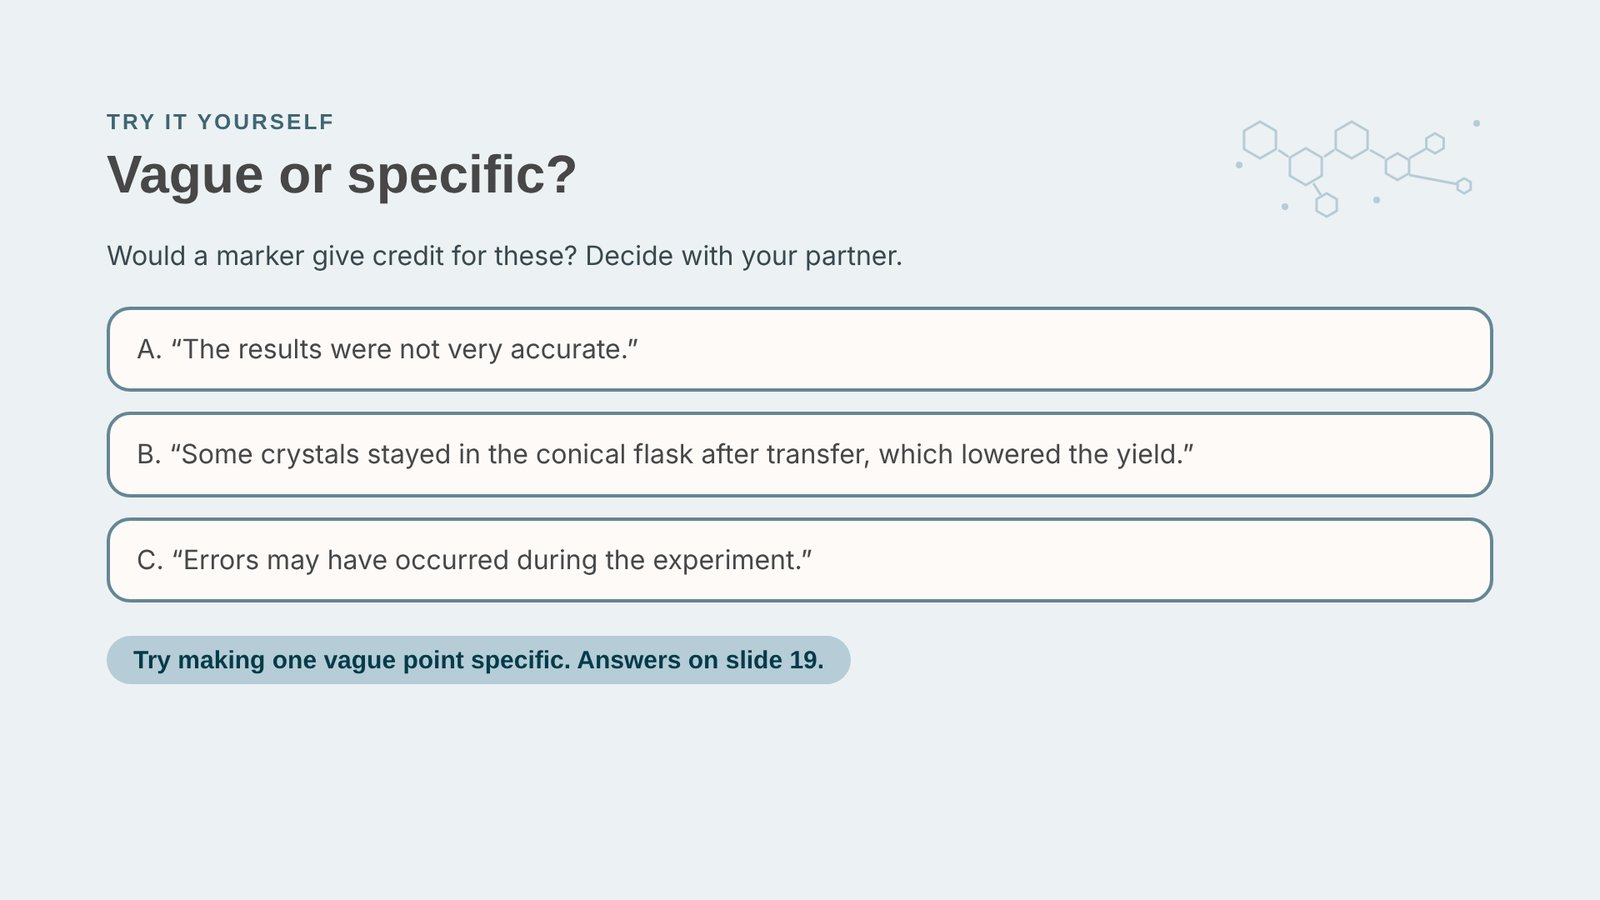 TRY IT YOURSELF
Vague or specific?
Would a marker give credit for these? Decide with your partner.
A. “The results were not very accurate.”
B. “Some crystals stayed in the conical flask after transfer, which lowered the yield.”
C. “Errors may have occurred during the experiment.”
Try making one vague point specific. Answers on slide 19.